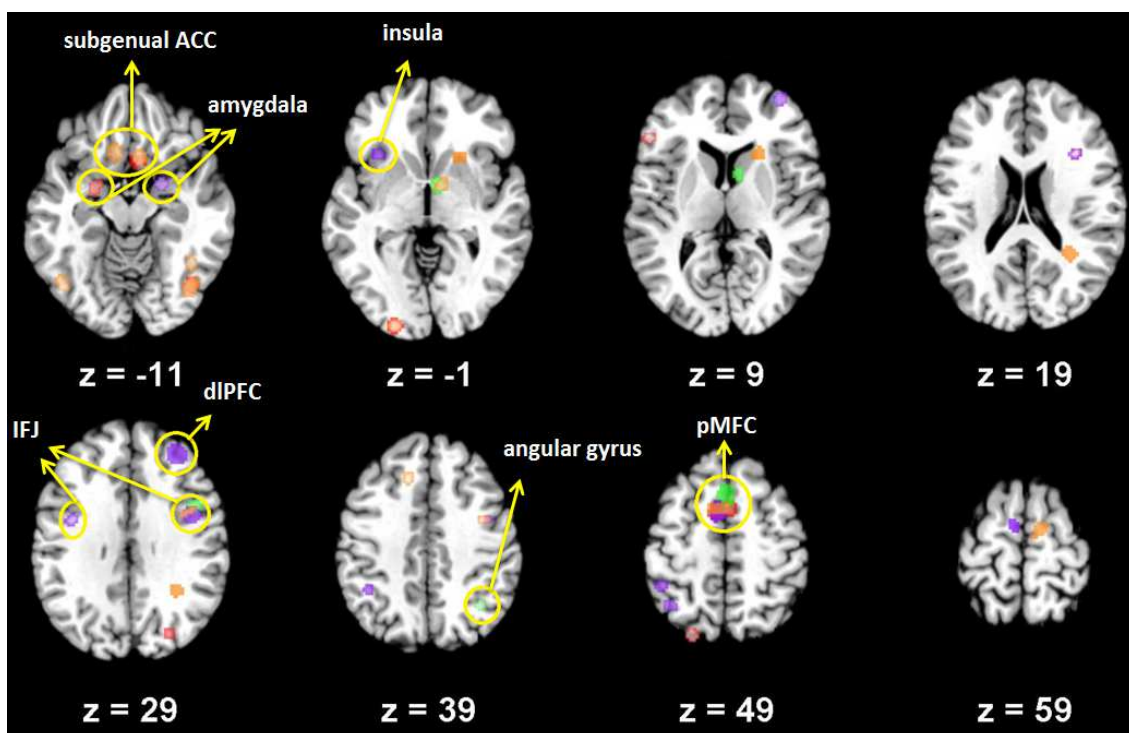 subgenual ACC
insula
amygdala
z = -11
z = -1
z = 9
z = 19
dlPFC
IFJ
angular gyrus
pMFC
z = 29
z = 39
z = 49
z = 59